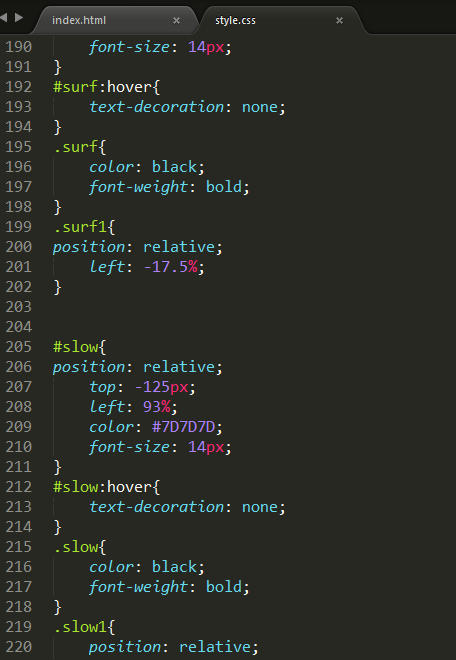 index.html × style.css ×
190 font-size: 14px;
191 }
192 #surf:hover{
193 text-decoration: none;
194 }
195 .surf{
196 color: black;
197 font-weight: bold;
198 }
199 .surf1{
200 position: relative;
201 left: -17.5%;
202 }
203
204
205 #slow{
206 position: relative;
207 top: -125px;
208 left: 93%;
209 color: #7D7D7D;
210 font-size: 14px;
211 }
212 #slow:hover{
213 text-decoration: none;
214 }
215 .slow{
216 color: black;
217 font-weight: bold;
218 }
219 .slow1{
220 position: relative;